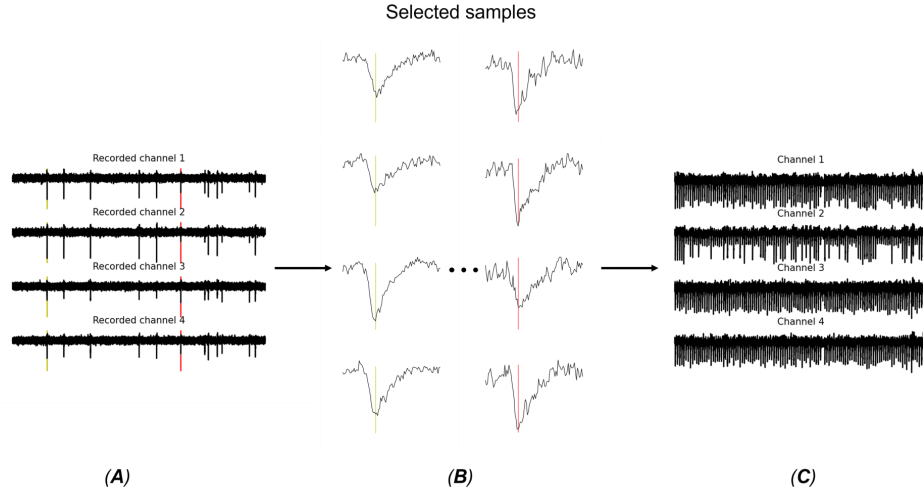 Selected samples
Recorded channel 1
Recorded channel 2
Recorded channel 3
Recorded channel 4
Channel 1
Channel 2
Channel 3
Channel 4
(A)
(B)
(C)